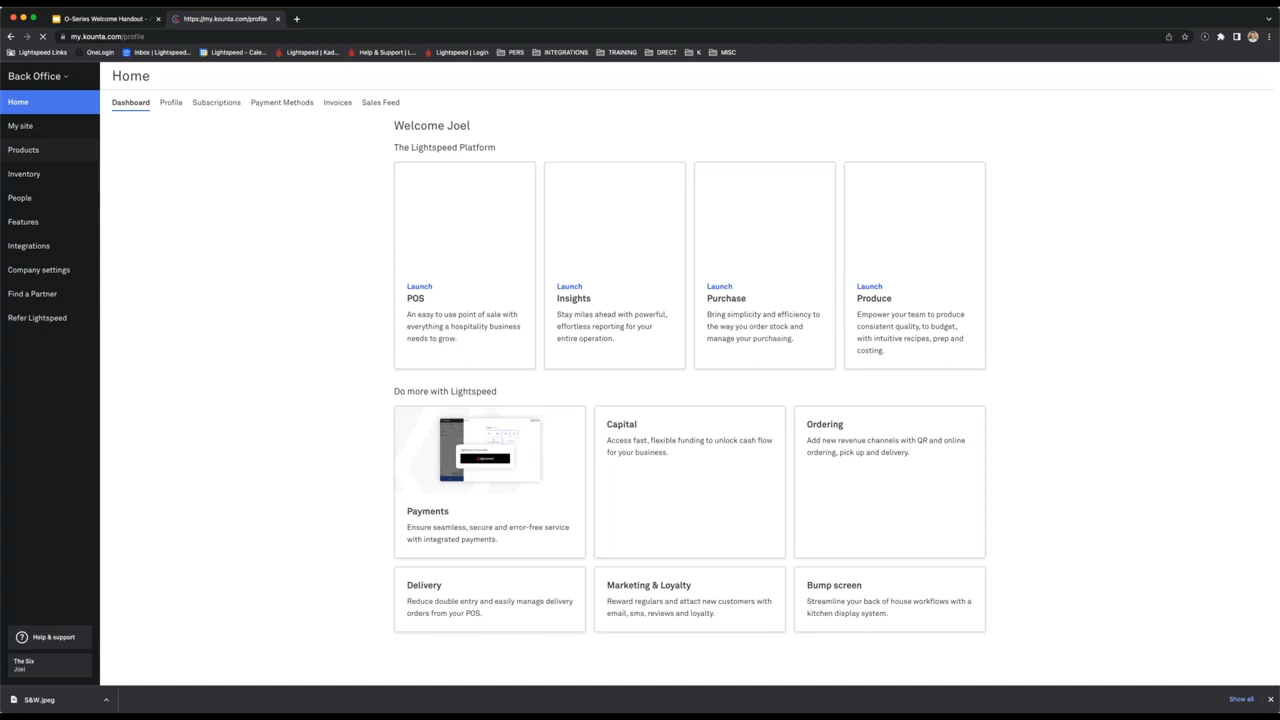 O-Series Welcome Handout - A
https://my.kounta.com/profile
my.kounta.com/profile
Lightspeed Links
OneLogin
Inbox | Lightspeed...
Lightspeed - Cale...
Lightspeed | Kad...
Help & Support | L...
Lightspeed | Login
PERS
INTEGRATIONS
TRAINING
DRECT
K
MISC
Back Office
Home
My site
Products
Inventory
People
Features
Integrations
Company settings
Find a Partner
Refer Lightspeed
Help & support
The Six
Joel
Home
Dashboard
Profile
Subscriptions
Payment Methods
Invoices
Sales Feed
Welcome Joel
The Lightspeed Platform
Launch
POS
An easy to use point of sale with
everything a hospitality business
needs to grow.
Launch
Insights
Stay miles ahead with powerful,
effortless reporting for your
entire operation.
Launch
Purchase
Bring simplicity and efficiency to
the way you order stock and
manage your purchasing.
Launch
Produce
Empower your team to produce
consistent quality, to budget,
with intuitive recipes, prep and
costing.
Do more with Lightspeed
Payments
Ensure seamless, secure and error-free service
with integrated payments.
Capital
Access fast, flexible funding to unlock cash flow
for your business.
Ordering
Add new revenue channels with QR and online
ordering, pick up and delivery.
Delivery
Reduce double entry and easily manage delivery
orders from your POS.
Marketing & Loyalty
Reward regulars and attact new customers with
email, sms, reviews and loyalty.
Bump screen
Streamline your back of house workflows with a
kitchen display system.
S&W.jpeg
Show all